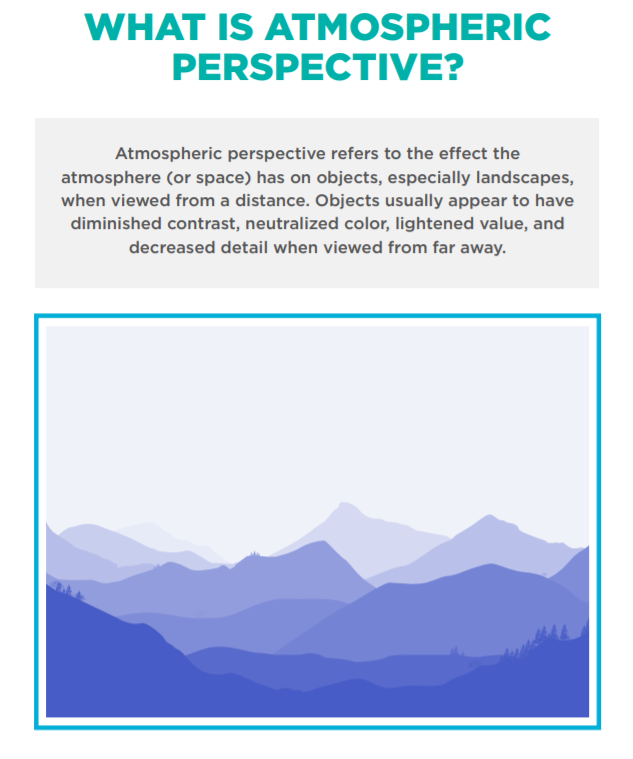 WHAT IS ATMOSPHERIC
PERSPECTIVE?
Atmospheric perspective refers to the effect the
atmosphere (or space) has on objects, especially landscapes,
when viewed from a distance. Objects usually appear to have
diminished contrast, neutralized color, lightened value, and
decreased detail when viewed from far away.